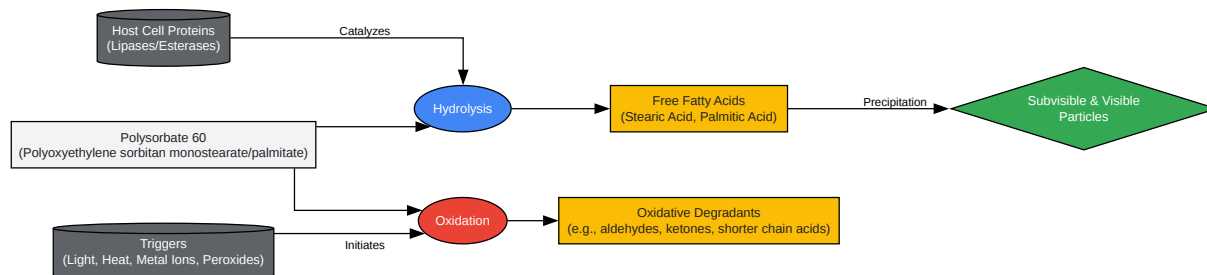 Host Cell Proteins
(Lipases/Esterases)
Catalyzes
Hydrolysis
Free Fatty Acids
(Stearic Acid, Palmitic Acid)
Precipitation
Subvisible & Visible
Particles
Polysorbate 60
(Polyoxyethylene sorbitan monostearate/palmitate)
Oxidation
Oxidative Degradants
(e.g., aldehydes, ketones, shorter chain acids)
Triggers
(Light, Heat, Metal Ions, Peroxides)
Initiates